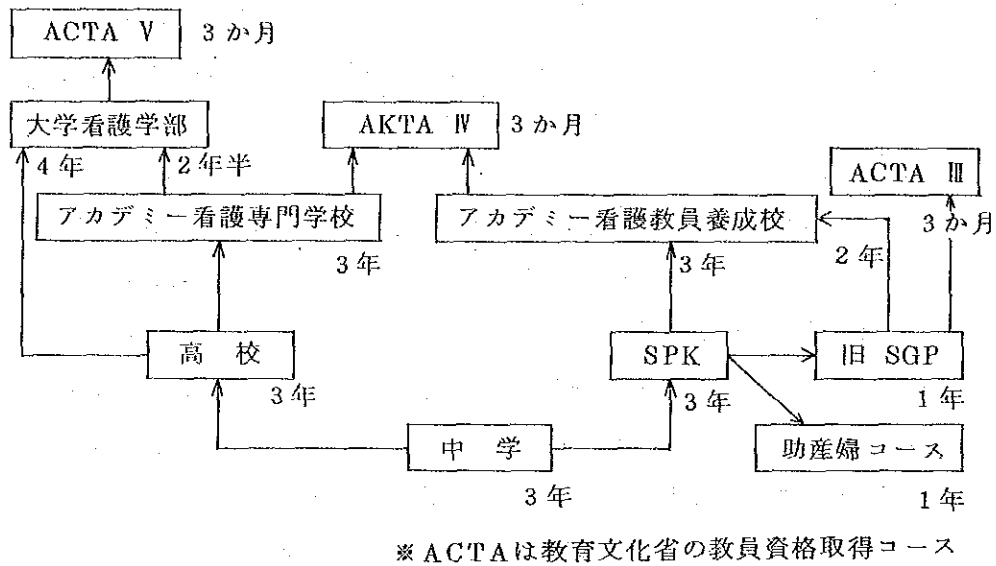 ACTA Ⅴ 3か月
大学看護学部 AKTA Ⅳ 3か月
4年 2年半 ACTA Ⅲ
アカデミー看護専門学校 アカデミー看護教員養成校 3か月
3年 3年 2年
高校 SPK 旧SGP
3年 3年 1年
中学 助産婦コース
3年 1年
※ACTAは教育文化省の教員資格取得コース